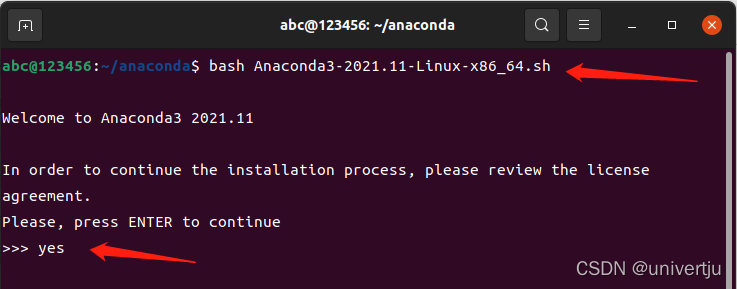 abc@123456: ~/anaconda
abc@123456:~/anaconda$ bash Anaconda3-2021.11-Linux-x86_64.sh
Welcome to Anaconda3 2021.11
In order to continue the installation process, please review the license
agreement.
Please, press ENTER to continue
>>> yes
CSDN @univertju